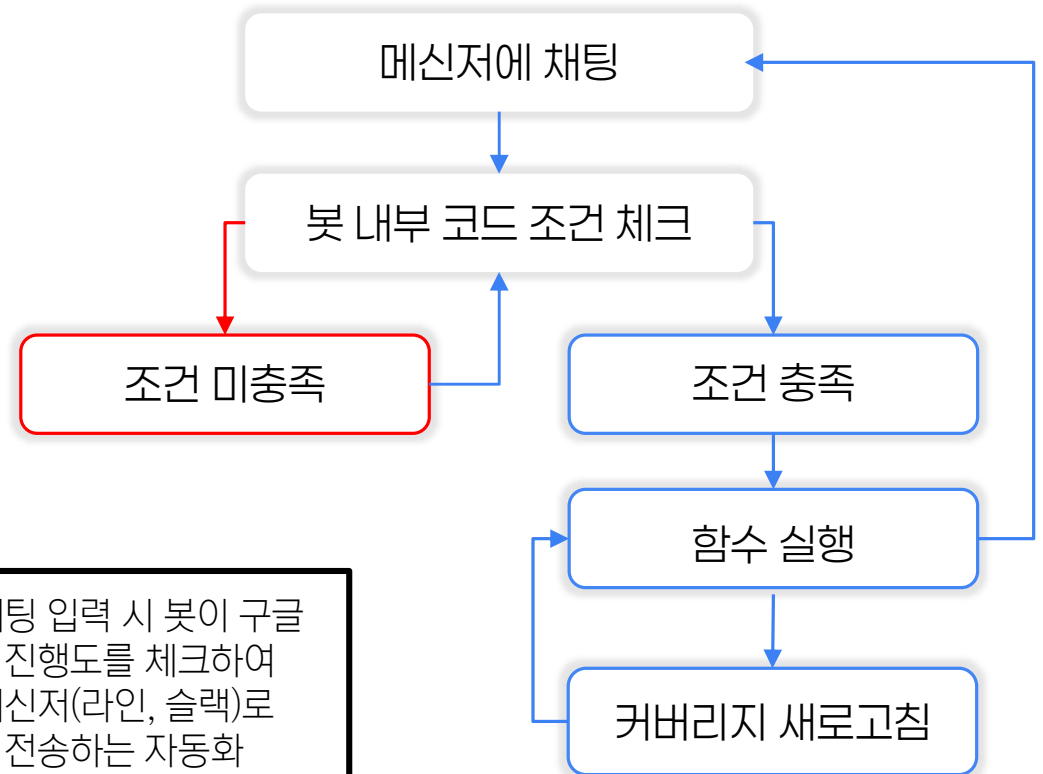 메신저에 채팅
봇 내부 코드 조건 체크
조건 미충족
조건 충족
함수 실행
커버리지 새로고침
입력 시 봇이 구글
진행도를 체크하여
(라인, 슬랙)로
전송하는 자동화